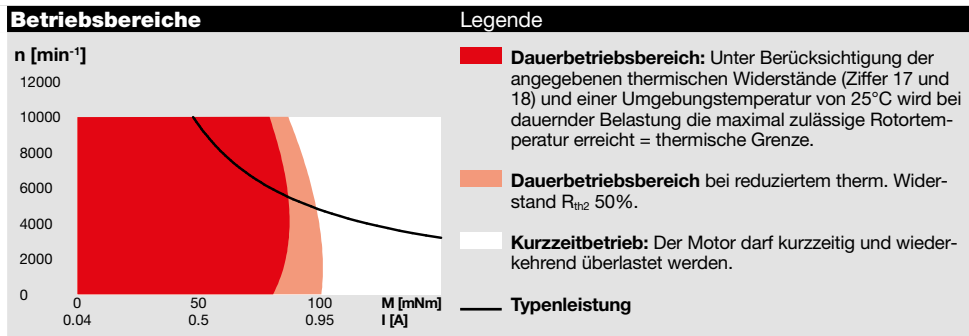 Betriebsbereiche
n [min-1]
12000
10000
8000
6000
4000
2000
0
0 50 100 M [mNm]
0.04 0.5 0.95 I [A]
Legende
Dauerbetriebsbereich: Unter Berücksichtigung der
angegebenen thermischen Widerstände (Ziffer 17 und
18) und einer Umgebungstemperatur von 25°C wird bei
dauernder Belastung die maximal zulässige Rotortem-
peratur erreicht = thermische Grenze.
Dauerbetriebsbereich bei reduziertem therm. Wider-
stand Rth2 50%.
Kurzzeitbetrieb: Der Motor darf kurzzeitig und wieder-
kehrend überlastet werden.
Typenleistung